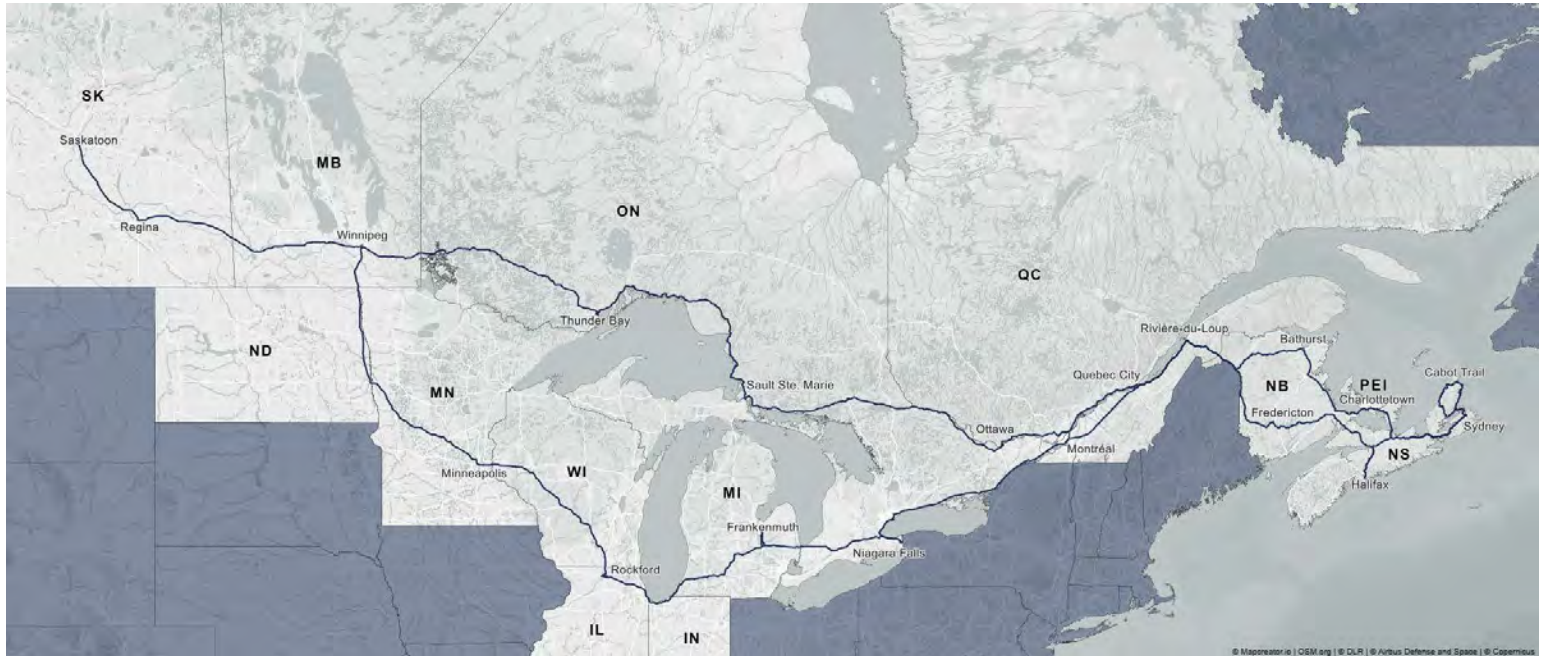 SK
Saskatoon
MB
Regina
Winnipeg
ON
QC
Thunder Bay
ND
MN
Sault Ste. Marie
Rivière-du-Loup
Bathurst
Quebec City
NB
PEI
Cabot Trail
Charlottetown
Fredericton
Sydney
Ottawa
Montréal
NS
Halifax
Minneapolis
WI
MI
Frankenmuth
Niagara Falls
Rockford
IL
IN
© Mapcreator.io | OSM.org | © DLR | © Airbus Defense and Space | © Copernicus